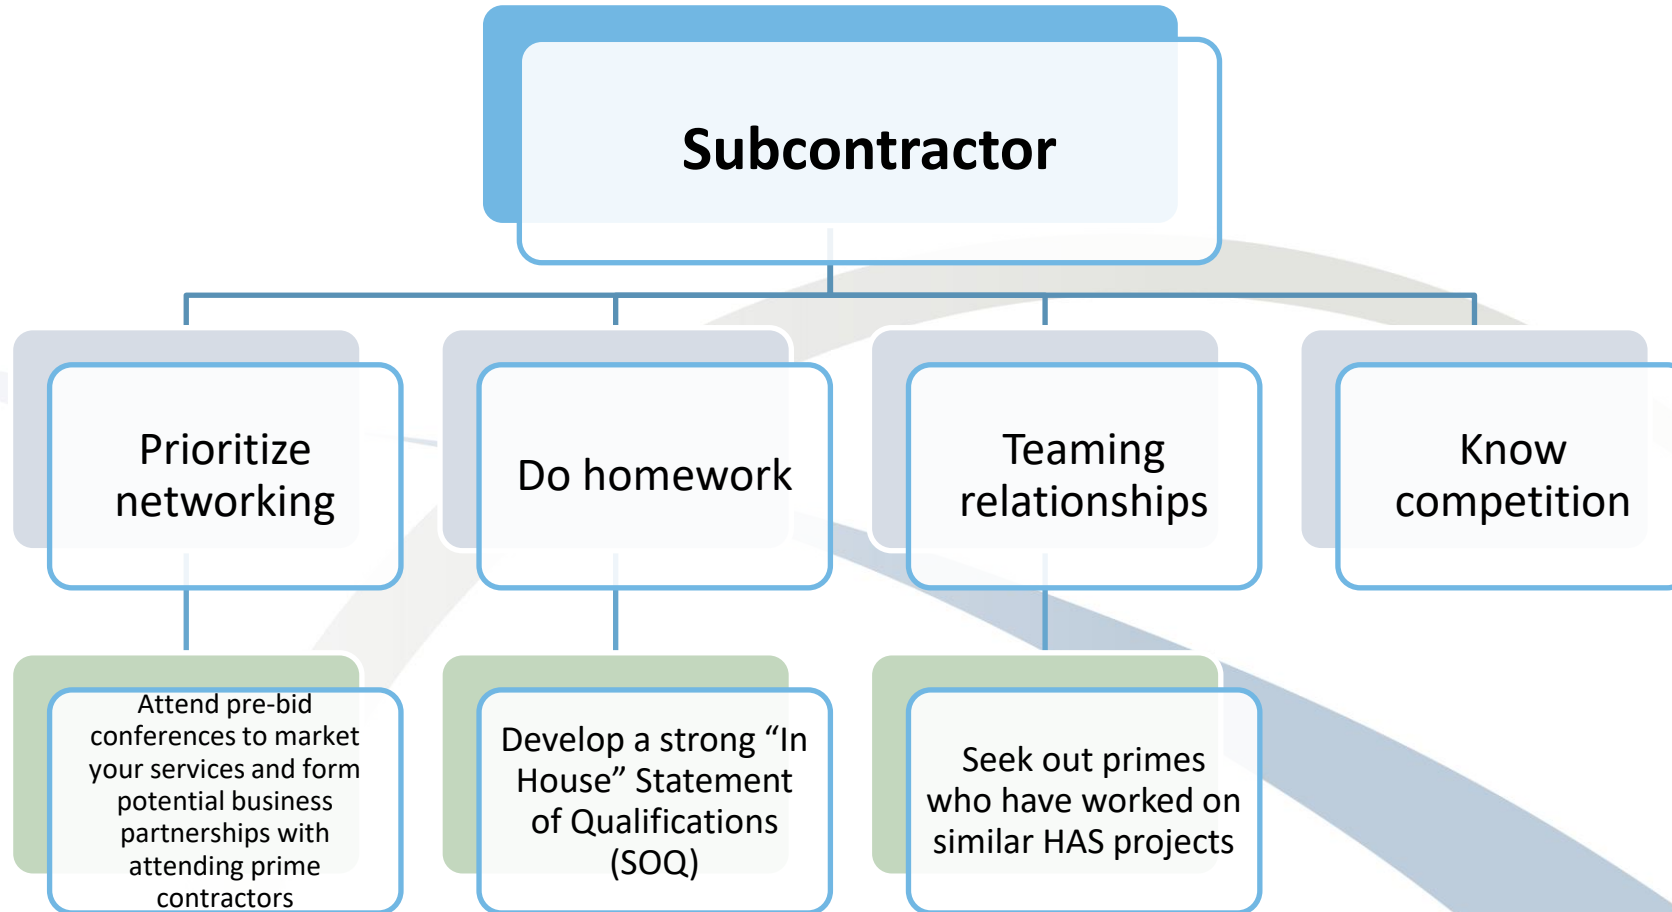 Subcontractor
Prioritize
networking
Do homework
Teaming
relationships
Know
competition
Attend pre-bid
conferences to market
your services and form
potential business
partnerships with
attending prime
contractors
Develop a strong “In
House” Statement
of Qualifications
(SOQ)
Seek out primes
who have worked on
similar HAS projects